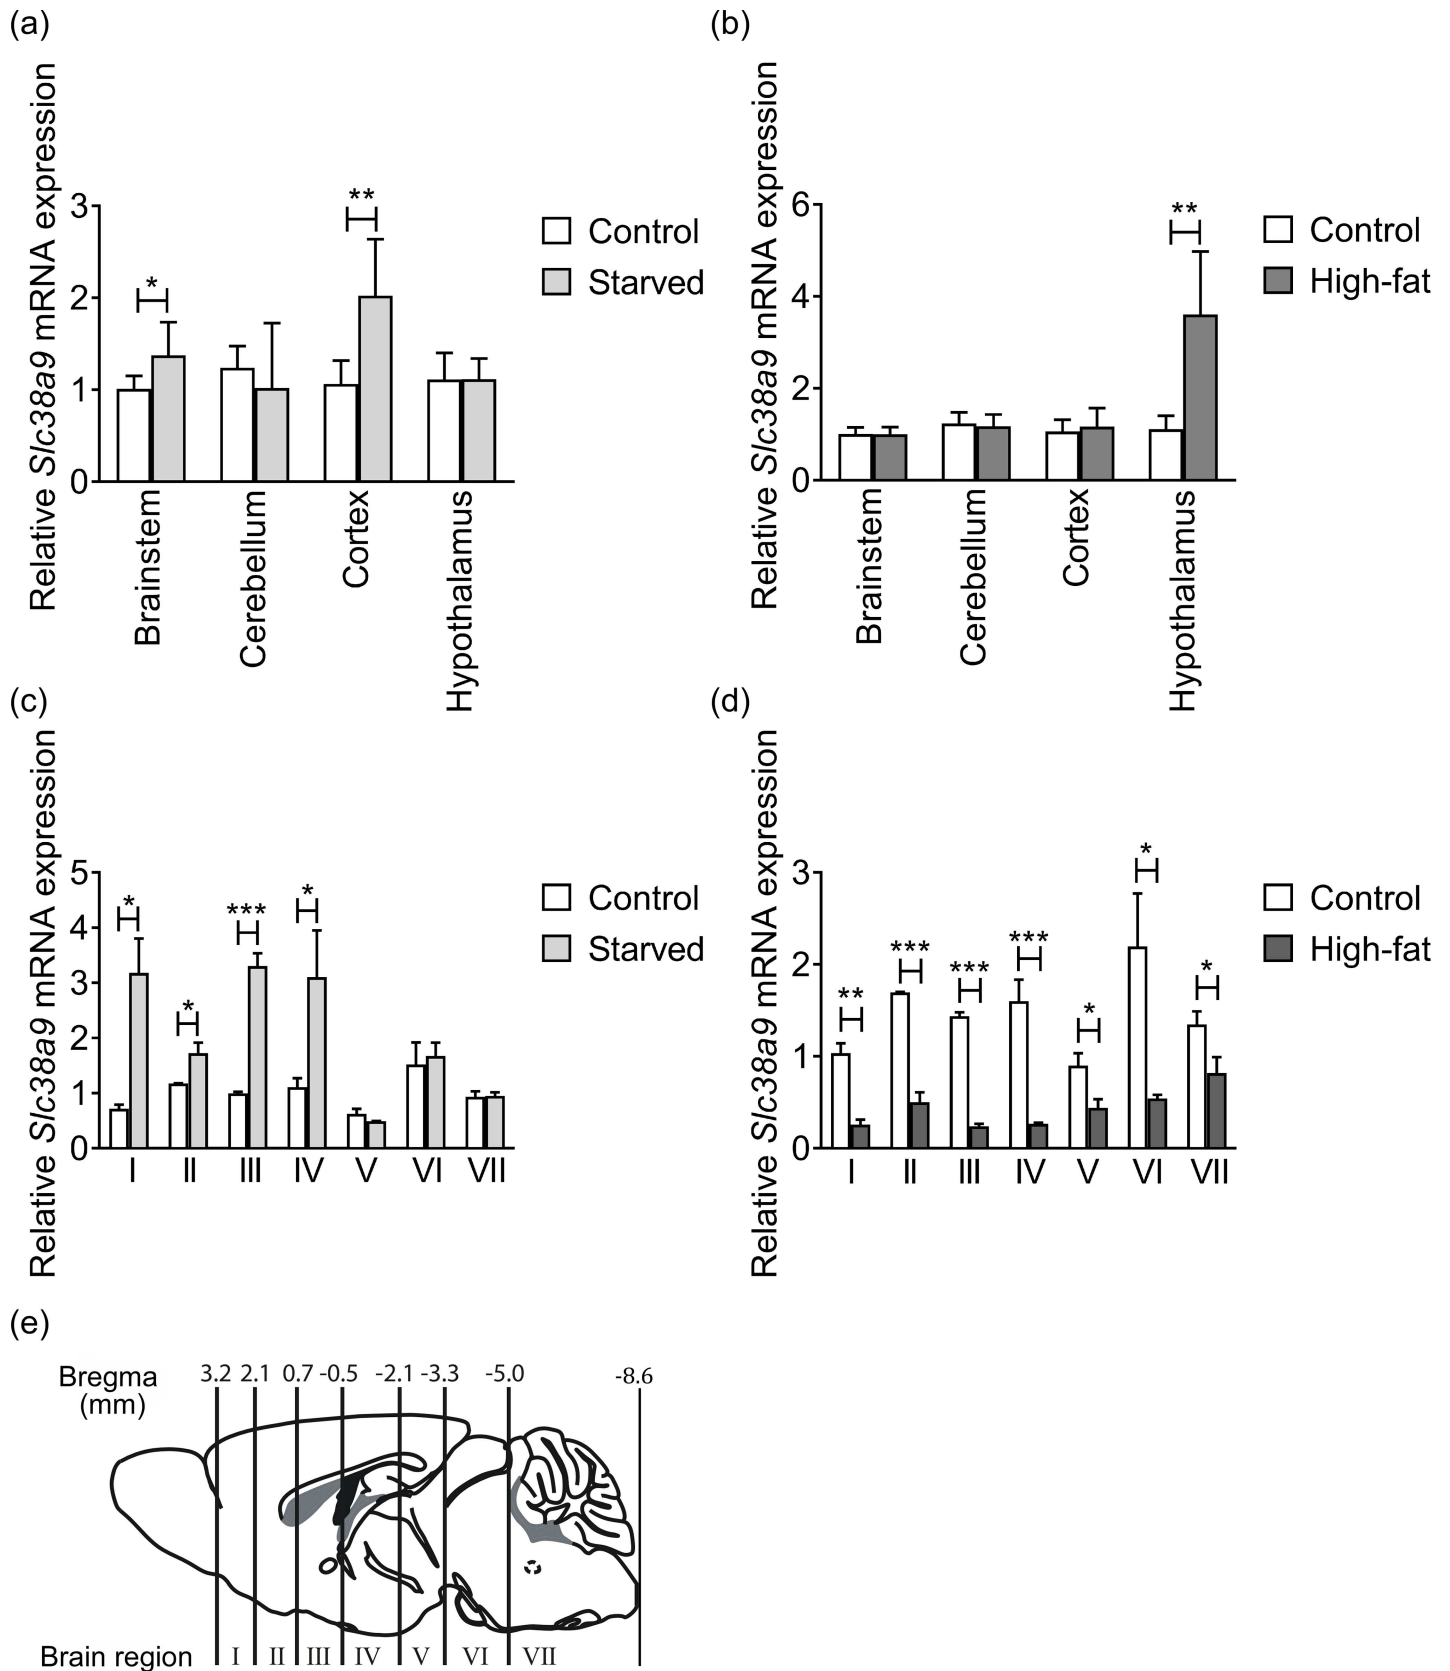 (a)
Relative Slc38a9 mRNA expression
3
2
1
0
*
**
Control
Starved
Brainstem
Cerebellum
Cortex
Hypothalamus
(b)
Relative Slc38a9 mRNA expression
6
4
2
0
**
Control
High-fat
Brainstem
Cerebellum
Cortex
Hypothalamus
(c)
Relative Slc38a9 mRNA expression
5
4
3
2
1
0
*
*
***
*
Control
Starved
I II III IV V VI VII
(d)
Relative Slc38a9 mRNA expression
3
2
1
0
**
***
***
***
*
*
*
Control
High-fat
I II III IV V VI VII
(e)
Bregma
(mm)
3.2 2.1 0.7 -0.5 -2.1 -3.3 -5.0 -8.6
Brain region I II III IV V VI VII